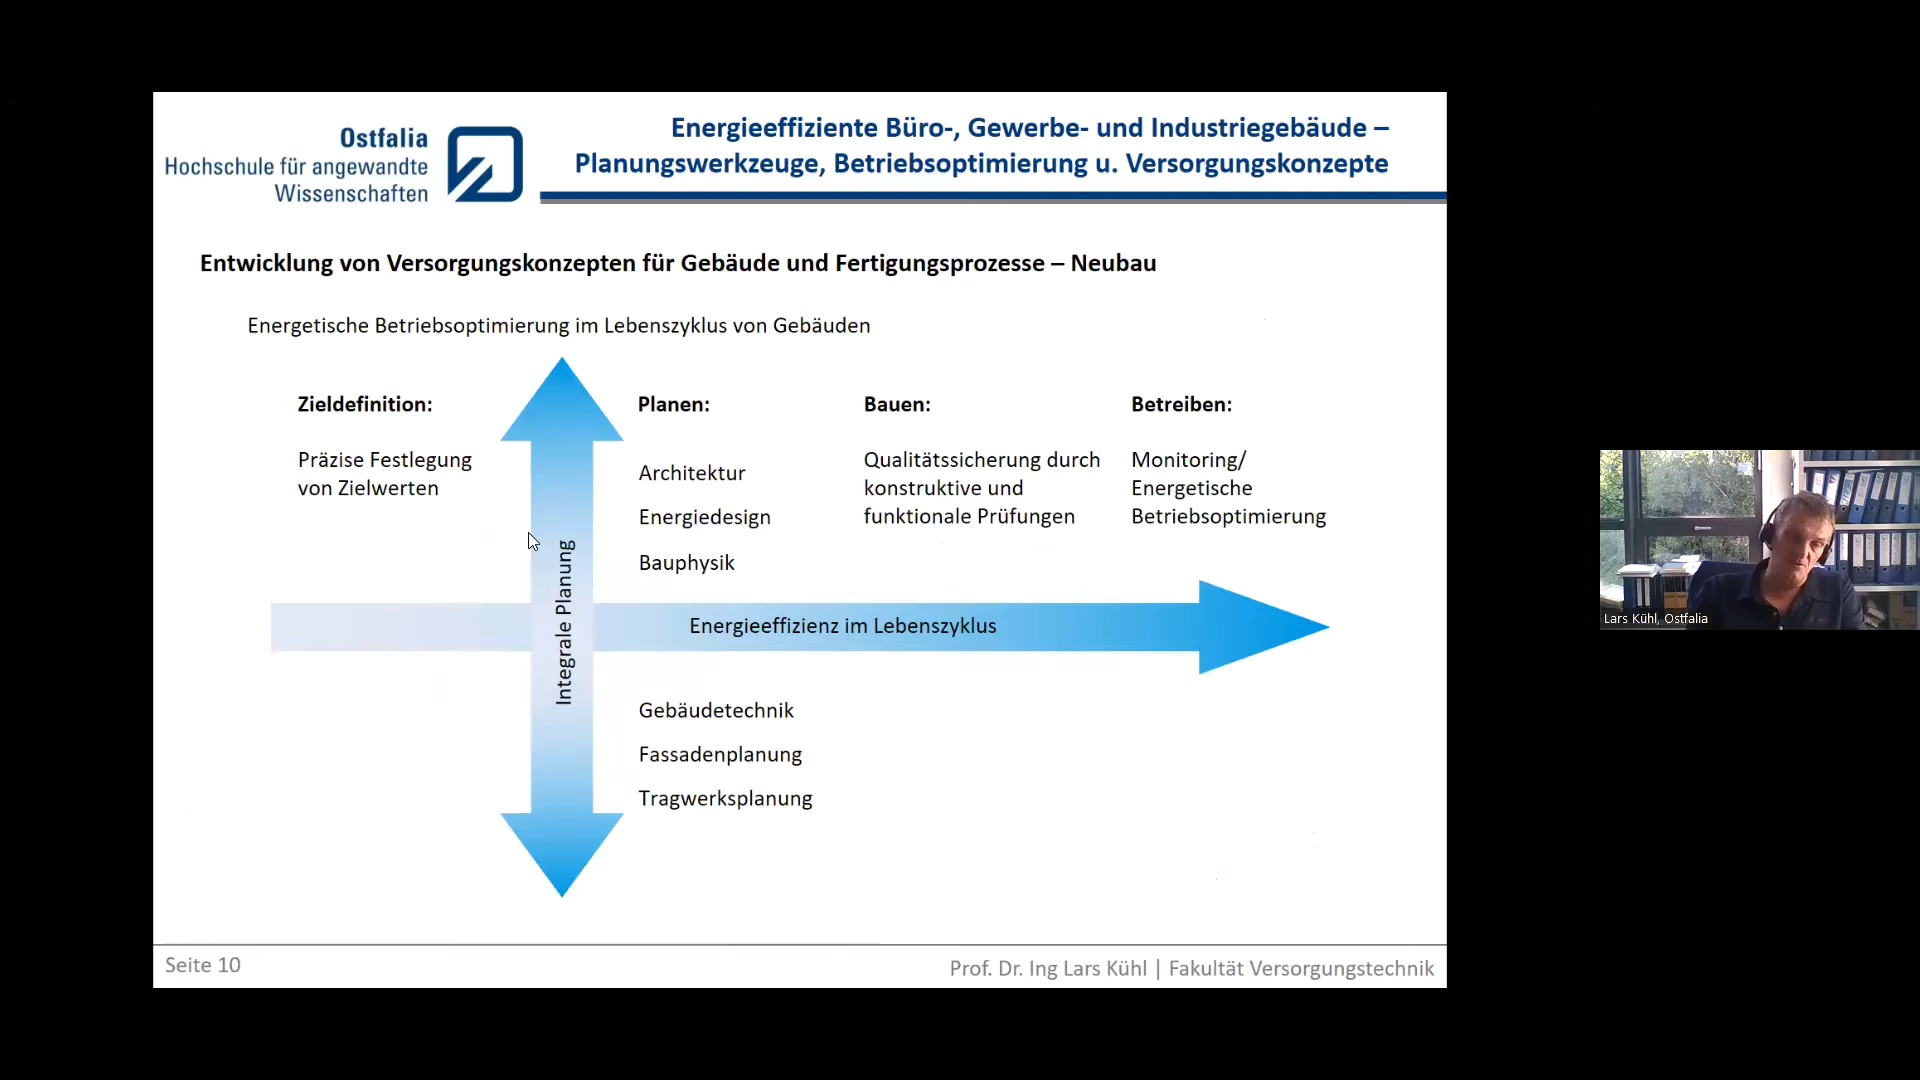 Ostfalia
Hochschule für angewandte
Wissenschaften
Energieeffiziente Büro-, Gewerbe- und Industriegebäude –
Planungswerkzeuge, Betriebsoptimierung u. Versorgungskonzepte
Entwicklung von Versorgungskonzepten für Gebäude und Fertigungsprozesse – Neubau
Energetische Betriebsoptimierung im Lebenszyklus von Gebäuden
Zieldefinition:
Präzise Festlegung
von Zielwerten
Integrale Planung
Planen:
Architektur
Energiedesign
Bauphysik
Bauen:
Qualitätssicherung durch
konstruktive und
funktionale Prüfungen
Betreiben:
Monitoring/
Energetische
Betriebsoptimierung
Energieeffizienz im Lebenszyklus
Gebäudetechnik
Fassadenplanung
Tragwerksplanung
Seite 10
Prof. Dr. Ing Lars Kühl | Fakultät Versorgungstechnik
Lars Kühl, Ostfalia